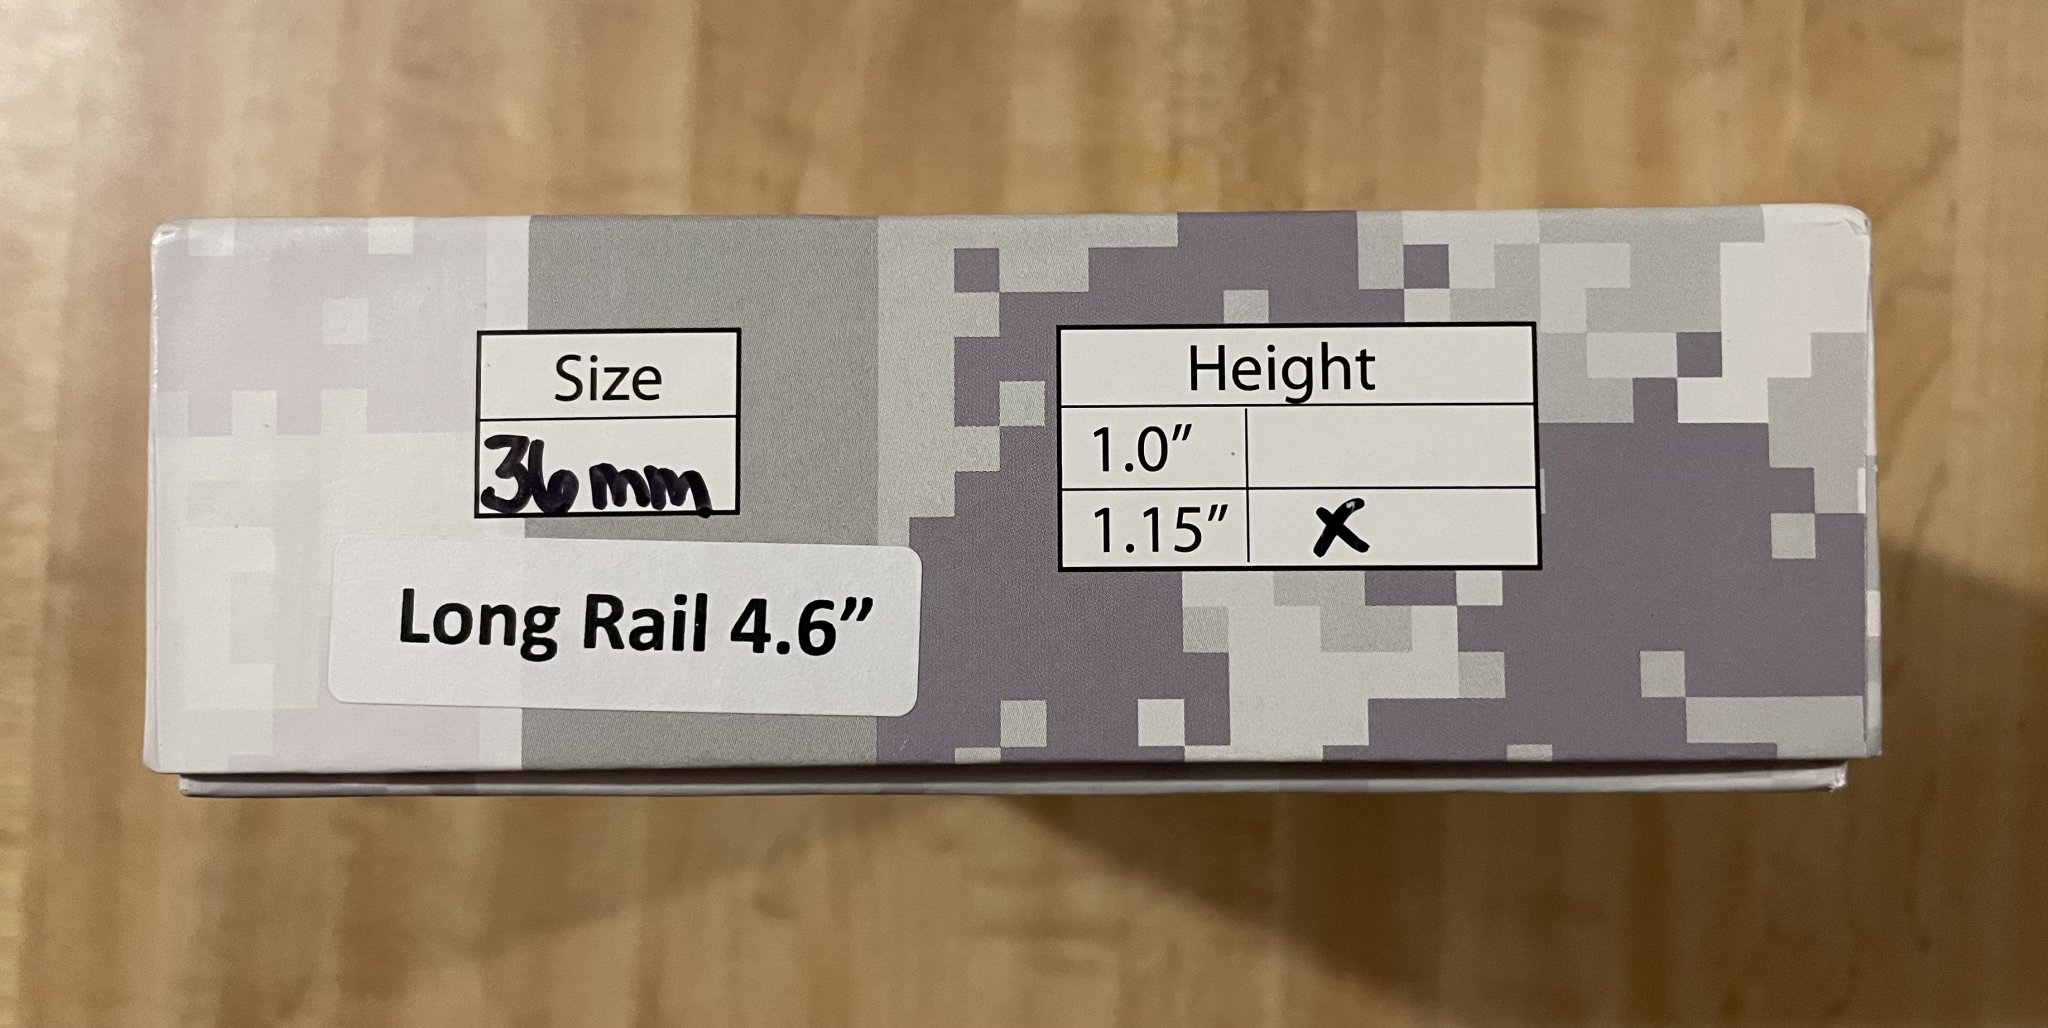 Size
36mm
Height
1.0”
1.15” X
Long Rail 4.6”